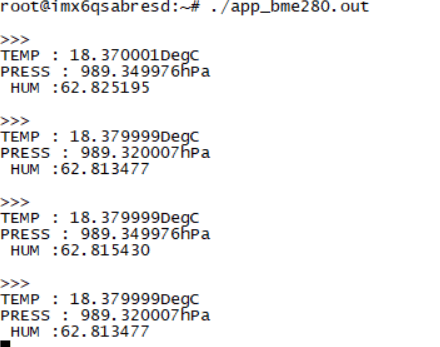 root@imx6qsabresd:~# ./app_bme280.out
>>>
TEMP : 18.370001DegC
PRESS : 989.349976hPa
HUM :62.825195
>>>
TEMP : 18.379999DegC
PRESS : 989.320007hPa
HUM :62.813477
>>>
TEMP : 18.379999DegC
PRESS : 989.349976hPa
HUM :62.815430
>>>
TEMP : 18.379999DegC
PRESS : 989.320007hPa
HUM :62.813477